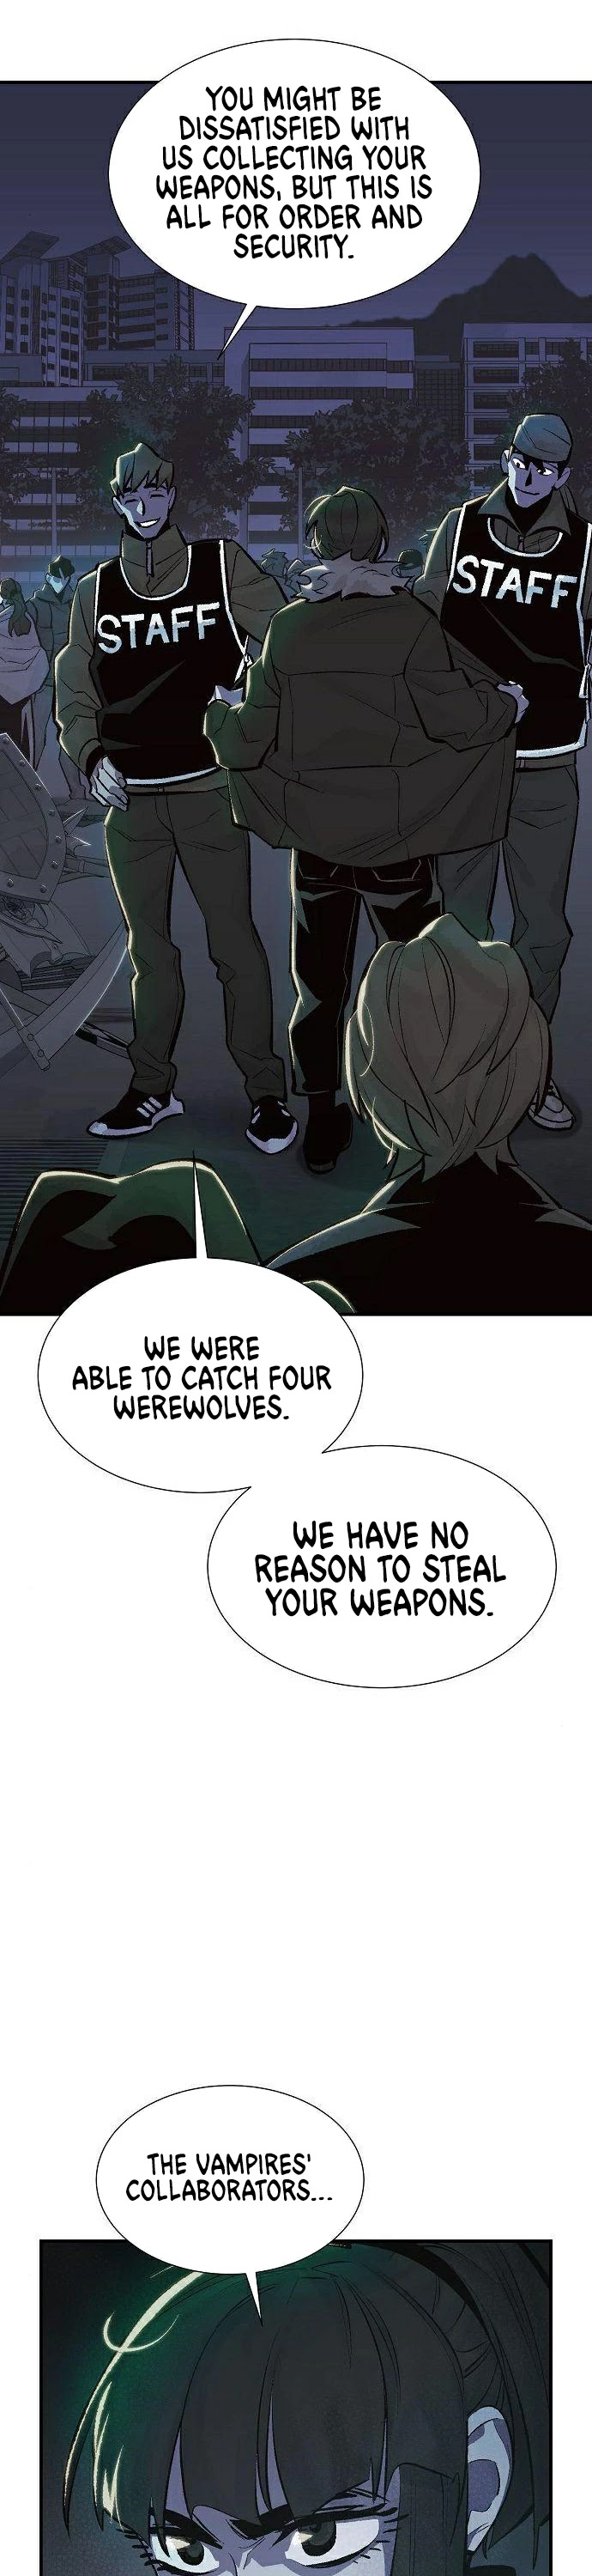 YOU MIGHT BE
DISSATISFIED WITH
US COLLECTING YOUR
WEAPONS, BUT THIS IS
ALL FOR ORDER AND
SECURITY.
STAFF
STAFF
WE WERE
ABLE TO CATCH FOUR
WEREWOLVES.
WE HAVE NO
REASON TO STEAL
YOUR WEAPONS.
THE VAMPIRES'
COLLABORATORS...